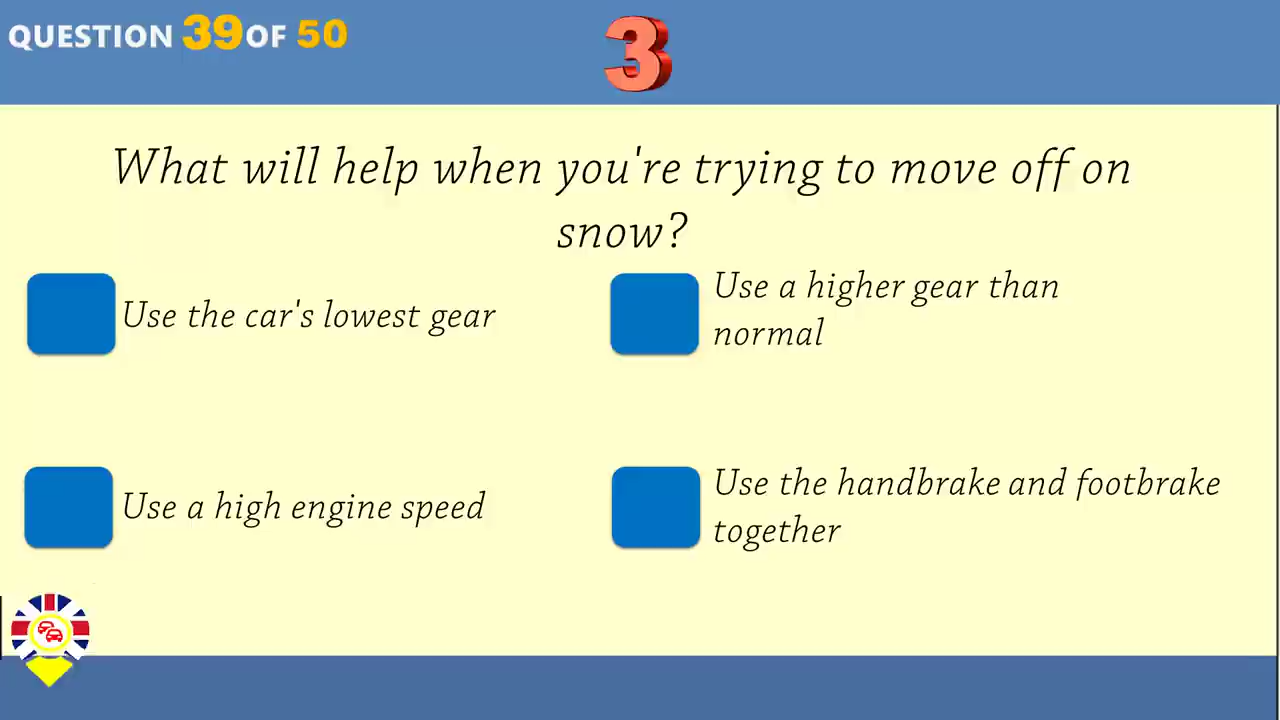 QUESTION 39 OF 50
3
What will help when you're trying to move off on
snow?
Use the car's lowest gear
Use a higher gear than
normal
Use a high engine speed
Use the handbrake and footbrake
together